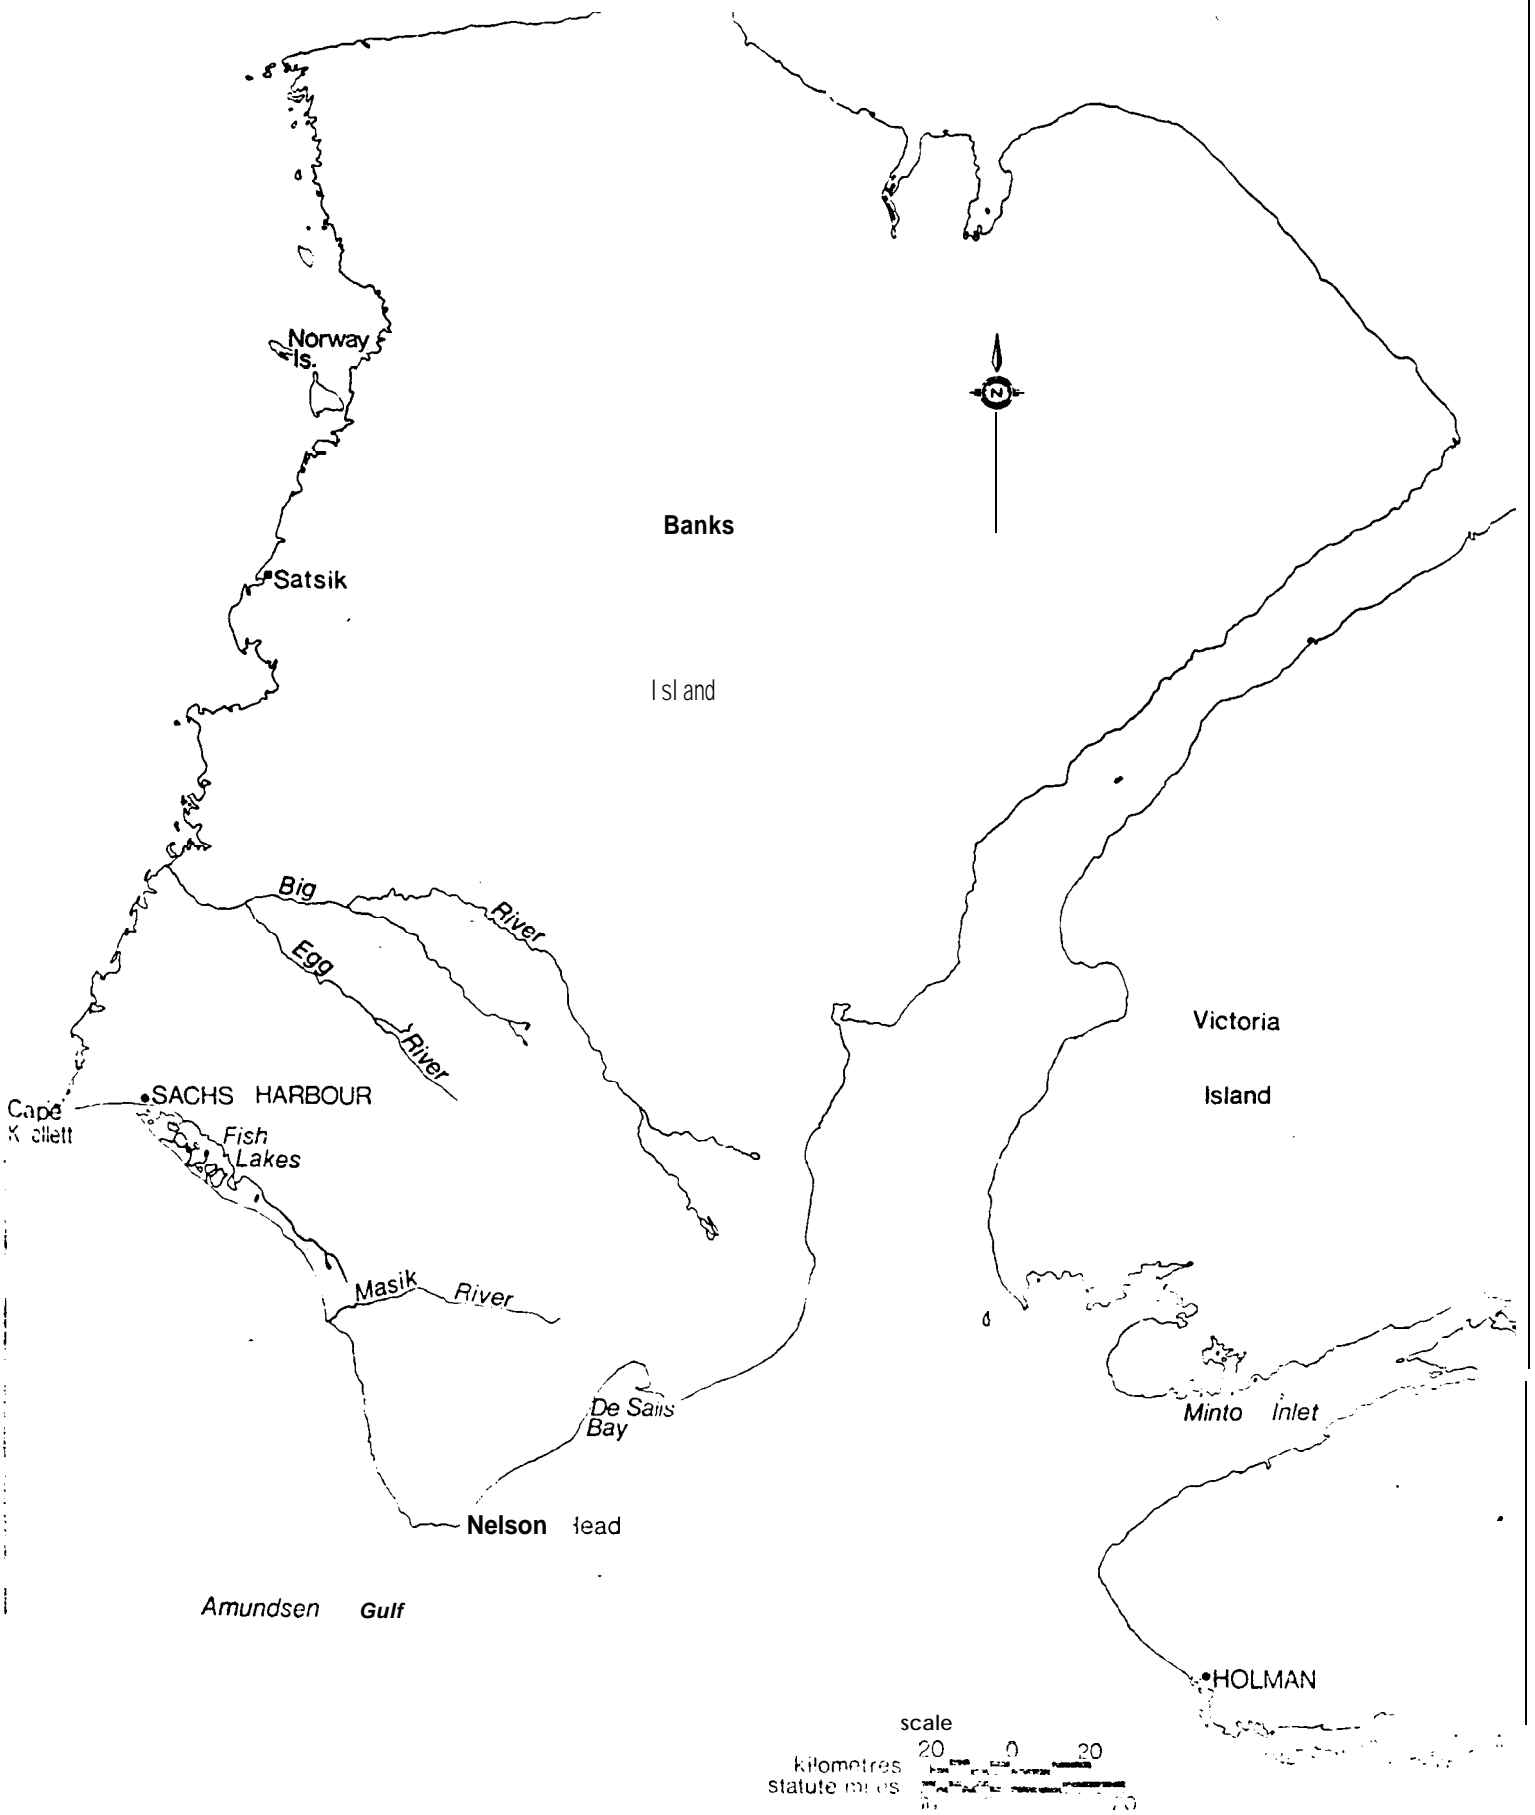 Norway
Is.
N
Banks
Satsik
Island
Big
River
Egg
River
Victoria
Island
SACHS HARBOUR
Cape
Fish
Lakes
Masik River
De Salis
Bay
Minto Inlet
Nelson
Amundsen Gulf
HOLMAN
scale
20 0 20
kilometres
statute